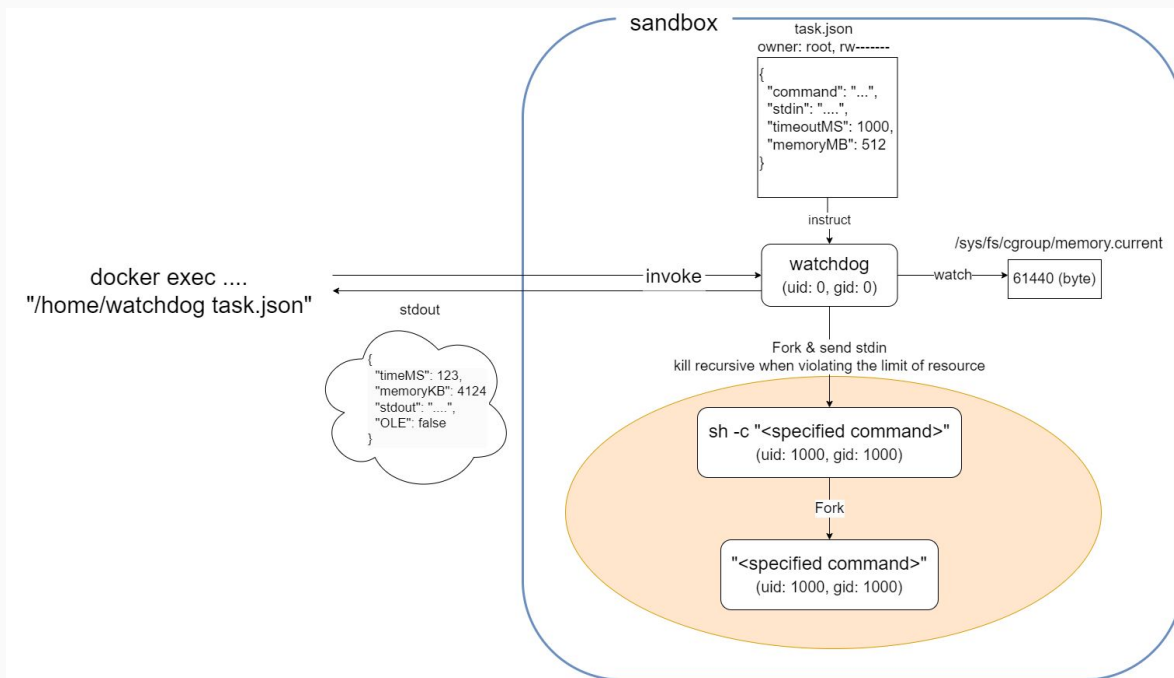 sandbox
task.json
owner: root, rw-------
{
"command": "...",
"stdin": "....",
"timeoutMS": 1000,
"memoryMB": 512
}
instruct
/sys/fs/cgroup/memory.current
docker exec ....
"/home/watchdog task.json"
invoke
watchdog
(uid: 0, gid: 0)
watch
61440 (byte)
stdout
{
"timeMS": 123,
"memoryKB": 4124
"stdout": "....",
"OLE": false
}
Fork & send stdin
kill recursive when violating the limit of resource
sh -c "<specified command>"
(uid: 1000, gid: 1000)
Fork
"<specified command>"
(uid: 1000, gid: 1000)